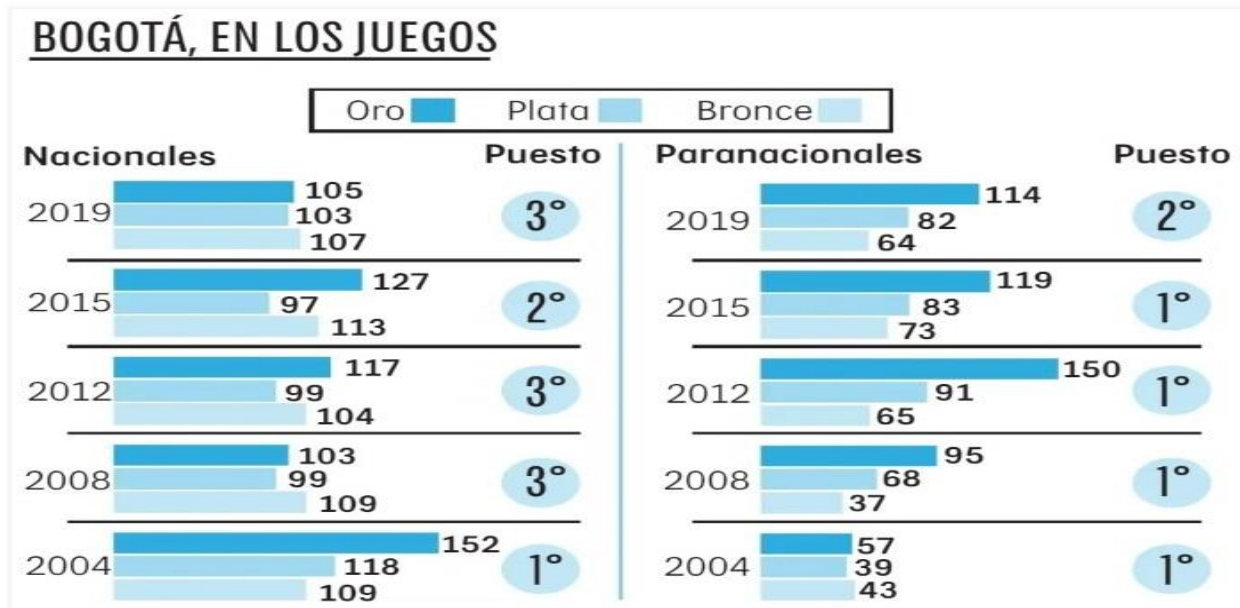 BOGOTÁ, EN LOS JUEGOS
Oro Plata Bronce
Nacionales Puesto
2019 105 103 107 3°
2015 127 97 113 2°
2012 117 99 104 3°
2008 103 99 109 3°
2004 152 118 109 1°
Paranacionales Puesto
2019 114 82 64 2°
2015 119 83 73 1°
2012 150 91 65 1°
2008 95 68 37 1°
2004 57 39 43 1°